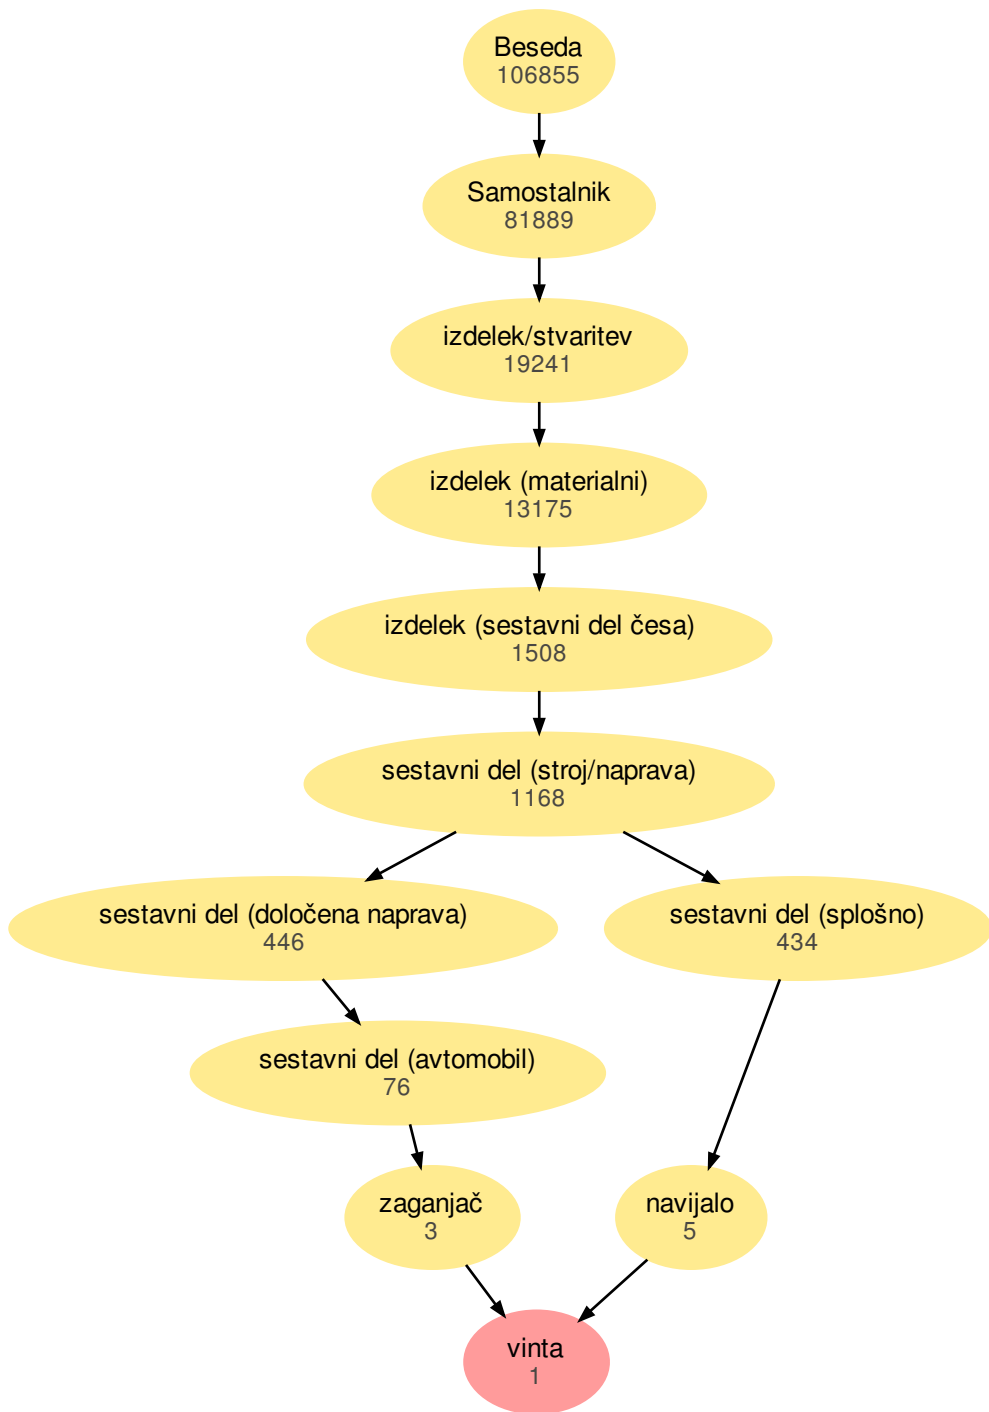 Beseda
106855
Samostalnik
81889
izdelek/stvaritev
19241
izdelek (materialni)
13175
izdelek (sestavni del česa)
1508
sestavni del (stroj/naprava)
1168
sestavni del (določena naprava)
446
sestavni del (splošno)
434
sestavni del (avtomobil)
76
zaganjač
3
navijalo
5
vinta
1